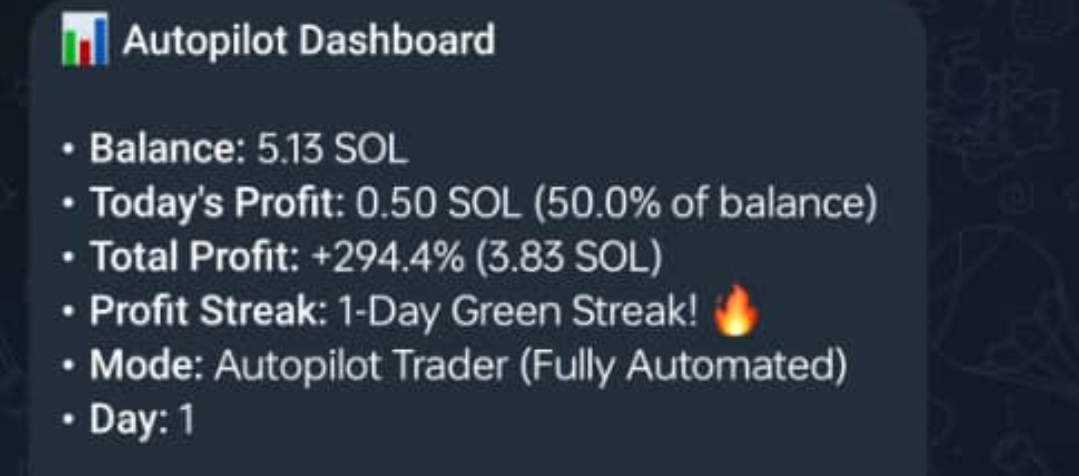 📊 Autopilot Dashboard
• Balance: 5.13 SOL
• Today's Profit: 0.50 SOL (50.0% of balance)
• Total Profit: +294.4% (3.83 SOL)
• Profit Streak: 1-Day Green Streak! 🔥
• Mode: Autopilot Trader (Fully Automated)
• Day: 1